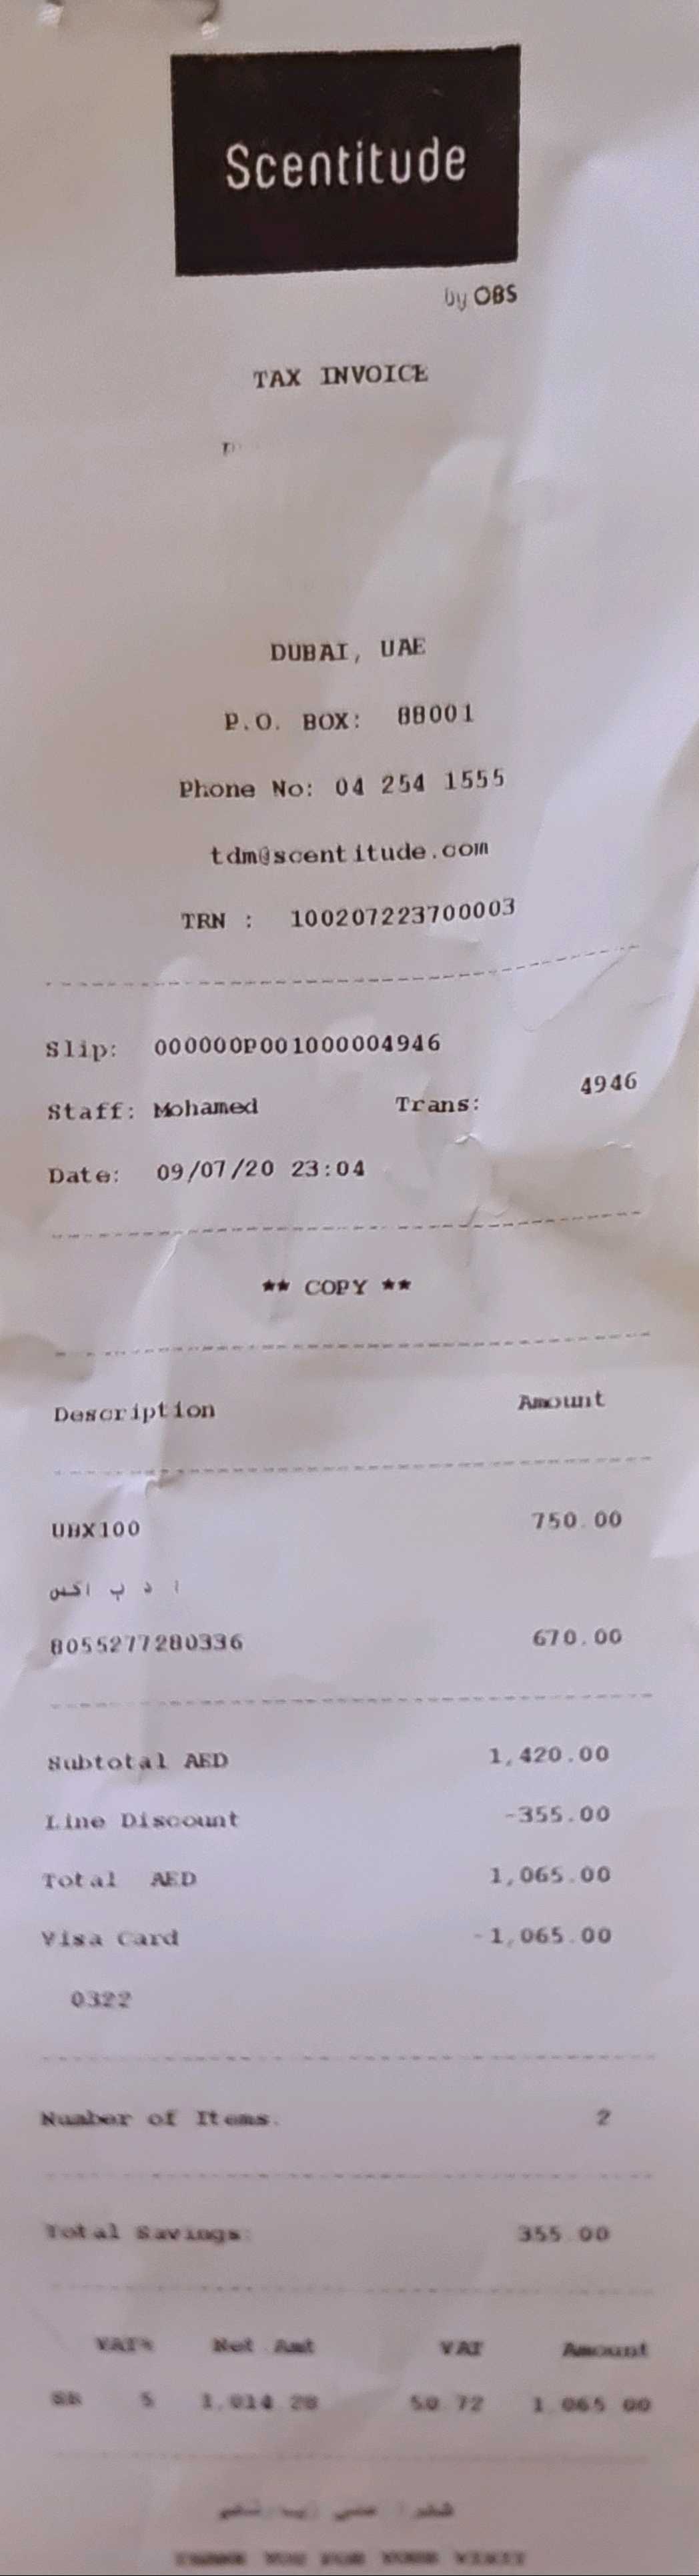 Scentitude
by OBS
TAX INVOICE
DUBAI, UAE
P.O. BOX: 88001
Phone No: 04 254 1555
tdm@scentitude.com
TRN : 100207223700003
Slip: 000000P001000004946
Staff: Mohamed Trans: 4946
Date: 09/07/20 23:04
** COPY **
Description Amount
UBX100 750.00
ا د ب اكس
8055277280336 670.00
Subtotal AED 1,420.00
Line Discount -355.00
Total AED 1,065.00
Visa Card -1,065.00
0322
Number of Items. 2
Total Savings: 355.00
VAT% Net Amt VAT Amount
5 1,014.28 50.72 1,065.00
THANK YOU FOR YOUR VISIT